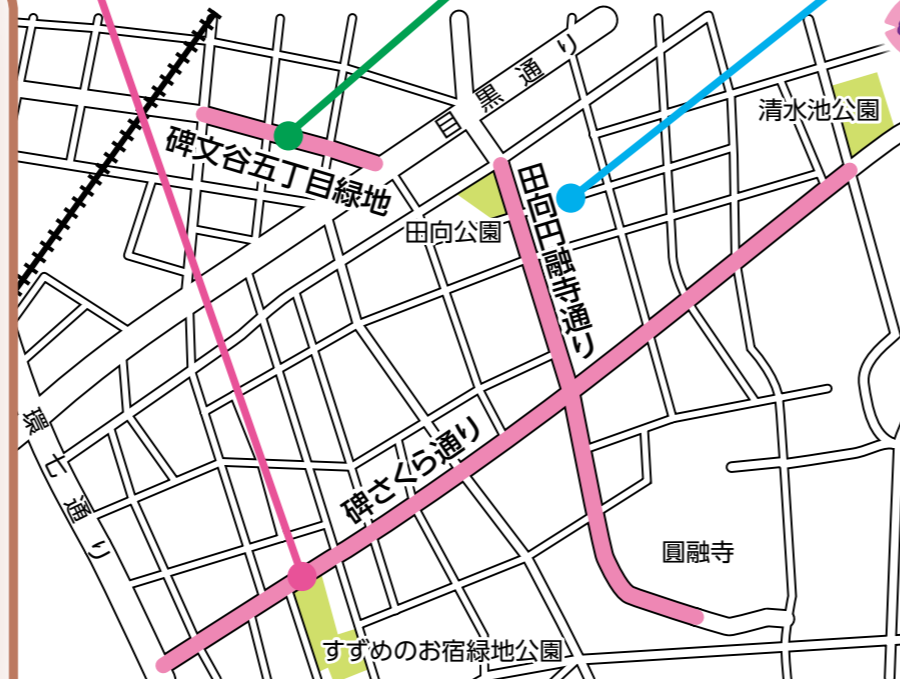 目黒通り
清水池公園
碑文谷五丁目緑地
田向公園
田向円融寺通り
環七通り
碑さくら通り
圓融寺
すずめのお宿緑地公園